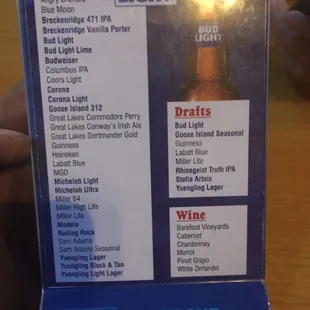 Angry Orchard
Blue Moon
Breckenridge 471 IPA
Breckenridge Vanilla Porter
Bud Light
Bud Light Lime
Budweiser
Columbus IPA
Coors Light
Corona
Corona Light
Goose Island 312
Great Lakes Commodore Perry
Great Lakes Conway's Irish Ale
Great Lakes Dortmunder Gold
Guinness
Heineken
Labatt Blue
MGD
Michelob Light
Michelob Ultra
Miller 64
Miller High Life
Miller Lite
Modelo
Rolling Rock
Sam Adams
Sam Adams Seasonal
Yuengling Lager
Yuengling Black & Tan
Yuengling Light Lager
LIGHT
BUD
LIGHT
Drafts
Bud Light
Goose Island Seasonal
Guinness
Labatt Blue
Miller Lite
Rhinegeist Truth IPA
Stella Artois
Yuengling Lager
Wine
Barefoot Vineyards
Cabernet
Chardonnay
Merlot
Pinot Grigio
White Zinfandel